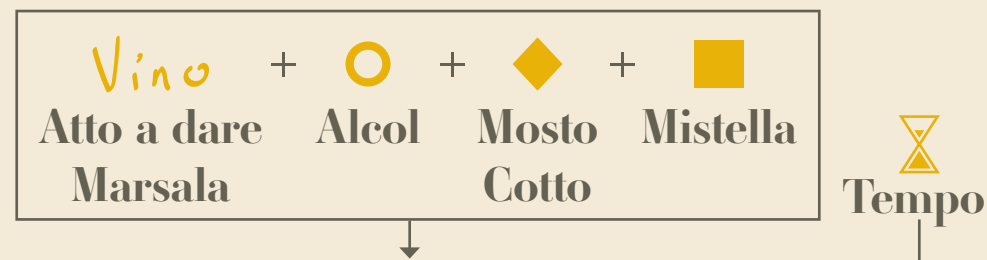 Vino + + +
Atto a dare Alcol Mosto Mistella
Marsala Cotto
Tempo